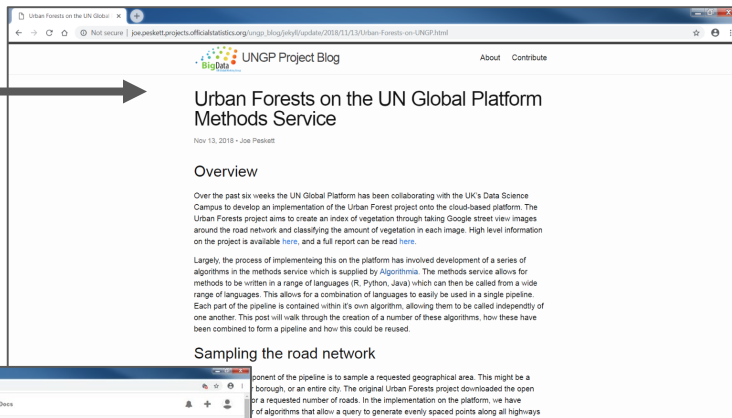 Urban Forests on the UN Global
Not secure | joe.peskett.projects.officialstatistics.org/ungp_blog/jekyll/update/2018/11/13/Urban-Forests-on-UNGP.html
BigData
UNGP Project Blog
About Contribute
Urban Forests on the UN Global Platform
Methods Service
Nov 13, 2018 • Joe Peskett
Overview
Over the past six weeks the UN Global Platform has been collaborating with the UK's Data Science
Campus to develop an implementation of the Urban Forest project onto the cloud-based platform. The
Urban Forests project aims to create an index of vegetation through taking Google street view images
around the road network and classifying the amount of vegetation in each image. High level information
on the project is available here, and a full report can be read here.
Largely, the process of implementeing this on the platform has involved development of a series of
algorithms in the methods service which is supplied by Algorithmia. The methods service allows for
methods to be written in a range of languages (R, Python, Java) which can then be called from a wide
range of languages. This allows for a combination of languages to easily be used in a single pipeline.
Each part of the pipeline is contained within it's own algorithm, allowing them to be called independtly of
one another. This post will walk through the creation of a number of these algorithms, how these have
been combined to form a pipeline and how this could be reused.
Sampling the road network
ponent of the pipeline is to sample a requested geographical area. This might be a
borough, or an entire city. The original Urban Forests project downloaded the open
or a requested number of roads. In the implementation on the platform, we have
r of algorithms that allow a query to generate evenly spaced points along all highways
Docs